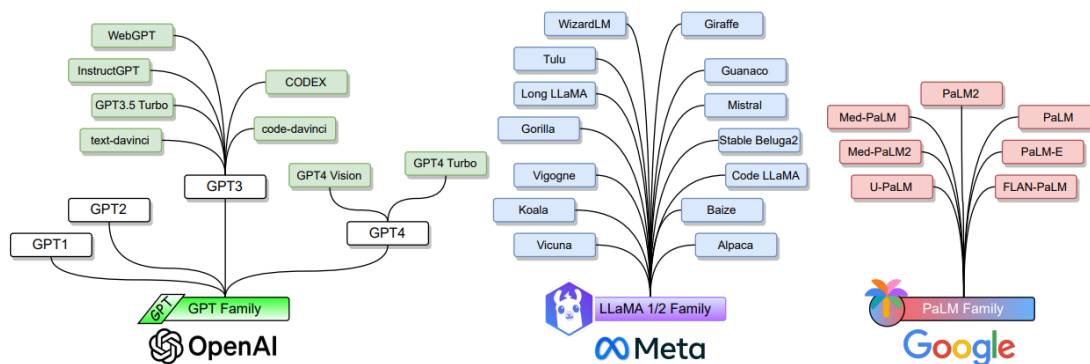 WebGPT
InstructGPT
CODEX
GPT3.5 Turbo
text-davinci
code-davinci
GPT3
GPT4 Vision
GPT4 Turbo
GPT2
GPT1
GPT4
GPT
GPT Family
OpenAI
WizardLM
Giraffe
Tulu
Guanaco
Long LLaMA
Mistral
Gorilla
Stable Beluga2
Vigogne
Code LLaMA
Koala
Baize
Vicuna
Alpaca
LLaMA 1/2 Family
Meta
PaLM2
Med-PaLM
PaLM
Med-PaLM2
PaLM-E
U-PaLM
FLAN-PaLM
PaLM Family
Google